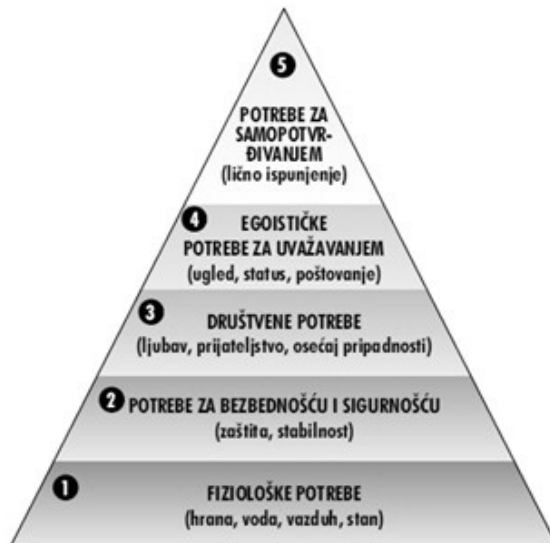 5
POTREBE ZA
SAMOPOTVR-
ĐIVANJEM
(lično ispunjenje)
4 EGOISTIČKE
POTREBE ZA UVAŽAVANJEM
(ugled, status, poštovanje)
3 DRUŠTVENE POTREBE
(ljubav, prijateljstvo, osećaj pripadnosti)
2 POTREBE ZA BEZBEDNOŠĆU I SIGURNOŠĆU
(zaštita, stabilnost)
1 FIZIOLOŠKE POTREBE
(hrana, voda, vazduh, stan)